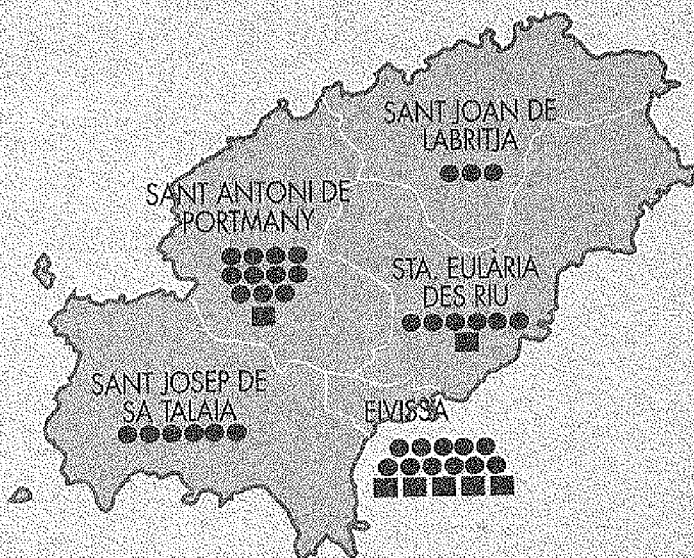 SANT JOAN DE
LABRITJA
SANT ANTONI DE
PORTMANY
STA. EULÀRIA
DES RIU
SANT JOSEP DE
SA TALAIA
EIVISSA